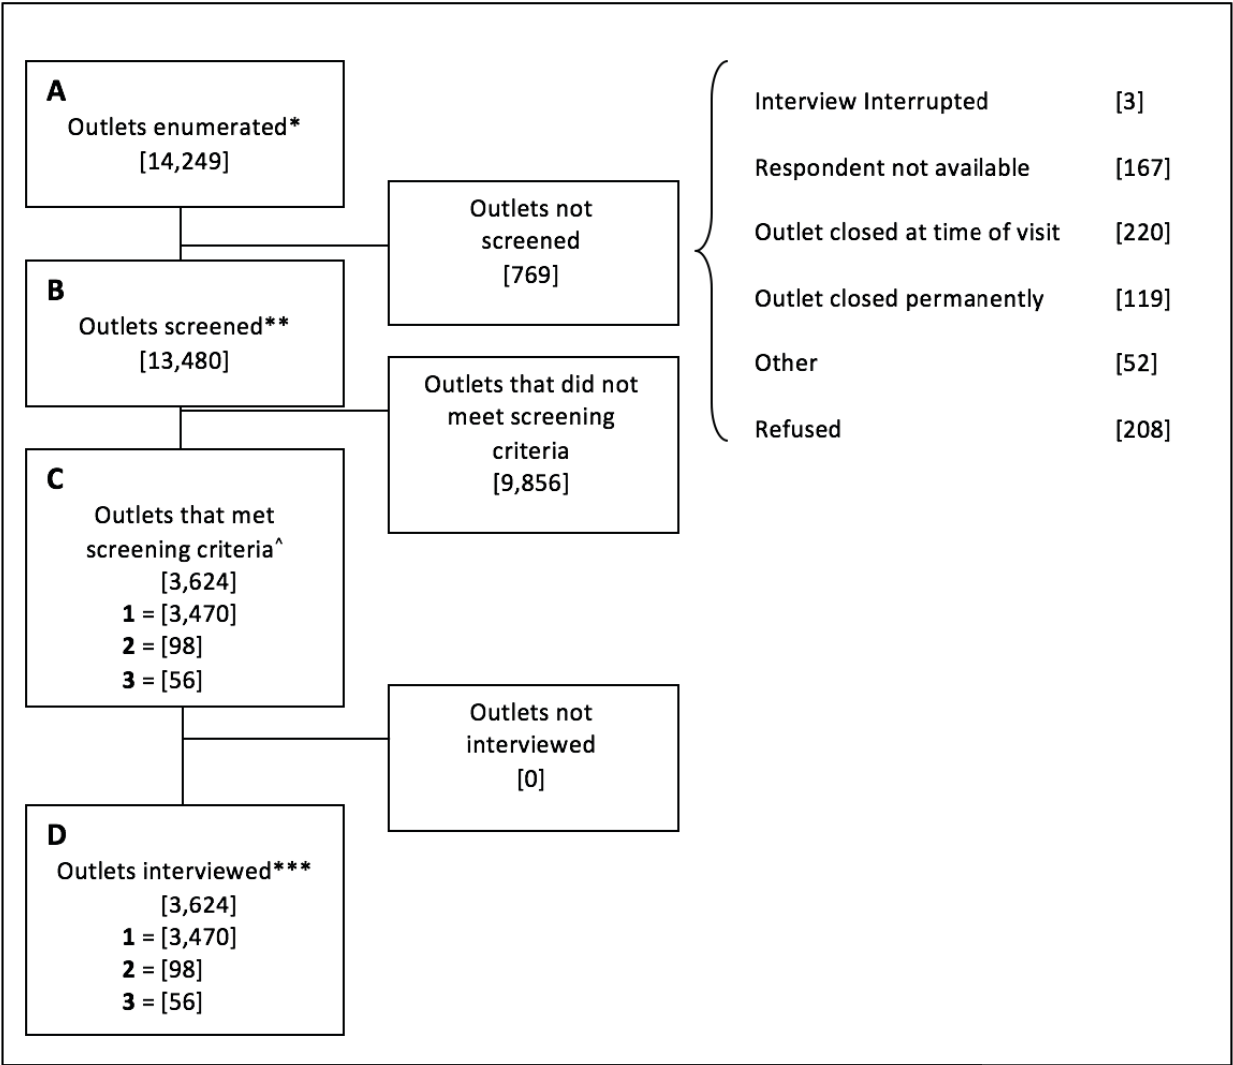 A
Outlets enumerated*
[14,249]
Outlets not
screened
[769]
Interview Interrupted [3]
Respondent not available [167]
Outlet closed at time of visit [220]
Outlet closed permanently [119]
Other [52]
Refused [208]
B
Outlets screened**
[13,480]
Outlets that did not
meet screening
criteria
[9,856]
C
Outlets that met
screening criteria^
[3,624]
1 = [3,470]
2 = [98]
3 = [56]
Outlets not
interviewed
[0]
D
Outlets interviewed***
[3,624]
1 = [3,470]
2 = [98]
3 = [56]